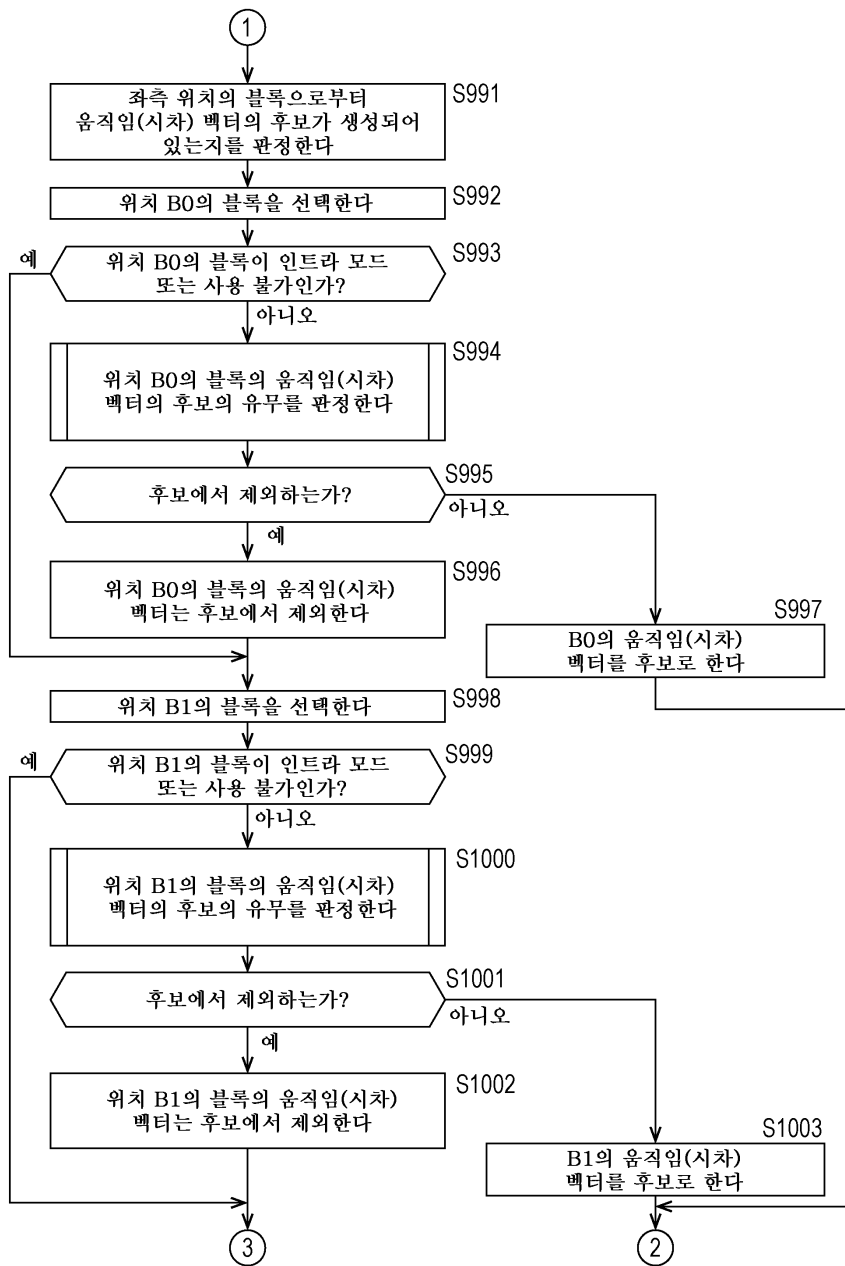 1
좌측 위치의 블록으로부터
움직임(시차) 벡터의 후보가 생성되어
있는지를 판정한다
S991
위치 B0의 블록을 선택한다
S992
예
위치 B0의 블록이 인트라 모드
또는 사용 불가인가?
S993
아니오
위치 B0의 블록의 움직임(시차)
벡터의 후보의 유무를 판정한다
S994
후보에서 제외하는가?
S995
아니오
예
위치 B0의 블록의 움직임(시차)
벡터는 후보에서 제외한다
S996
S997
B0의 움직임(시차)
벡터를 후보로 한다
위치 B1의 블록을 선택한다
S998
예
위치 B1의 블록이 인트라 모드
또는 사용 불가인가?
S999
아니오
위치 B1의 블록의 움직임(시차)
벡터의 후보의 유무를 판정한다
S1000
후보에서 제외하는가?
S1001
아니오
예
위치 B1의 블록의 움직임(시차)
벡터는 후보에서 제외한다
S1002
S1003
B1의 움직임(시차)
벡터를 후보로 한다
3
2